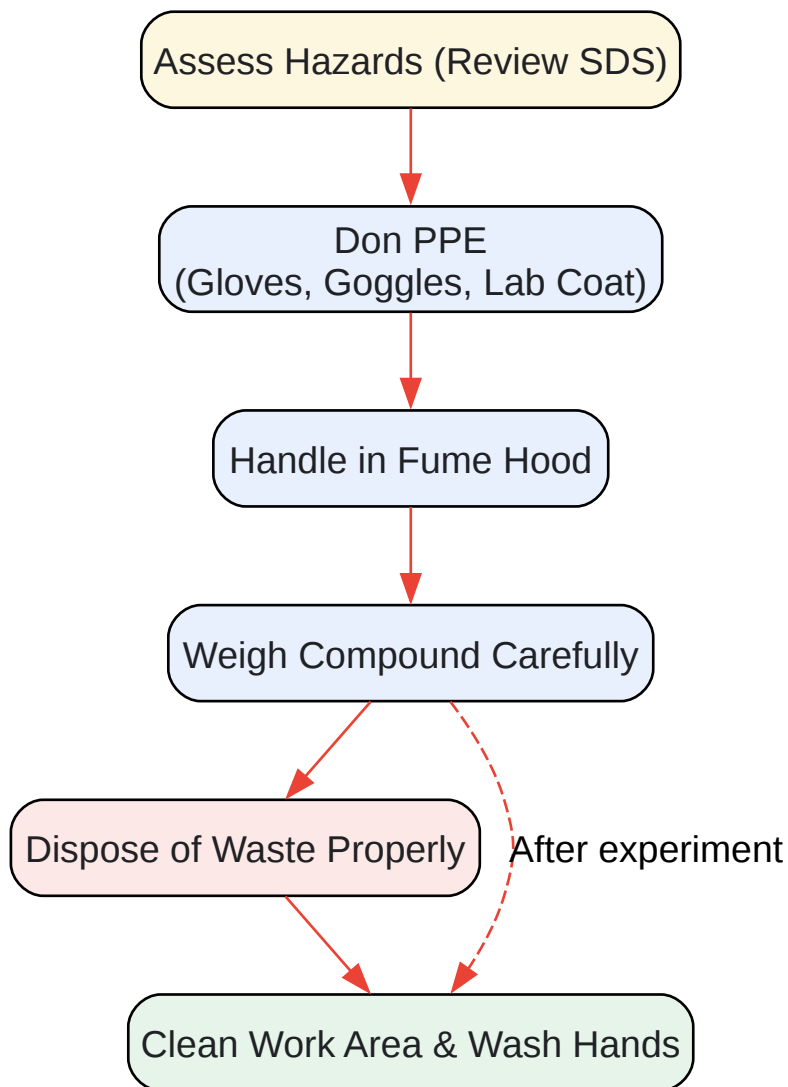 Assess Hazards (Review SDS)
Don PPE
(Gloves, Goggles, Lab Coat)
Handle in Fume Hood
Weigh Compound Carefully
Dispose of Waste Properly
After experiment
Clean Work Area & Wash Hands